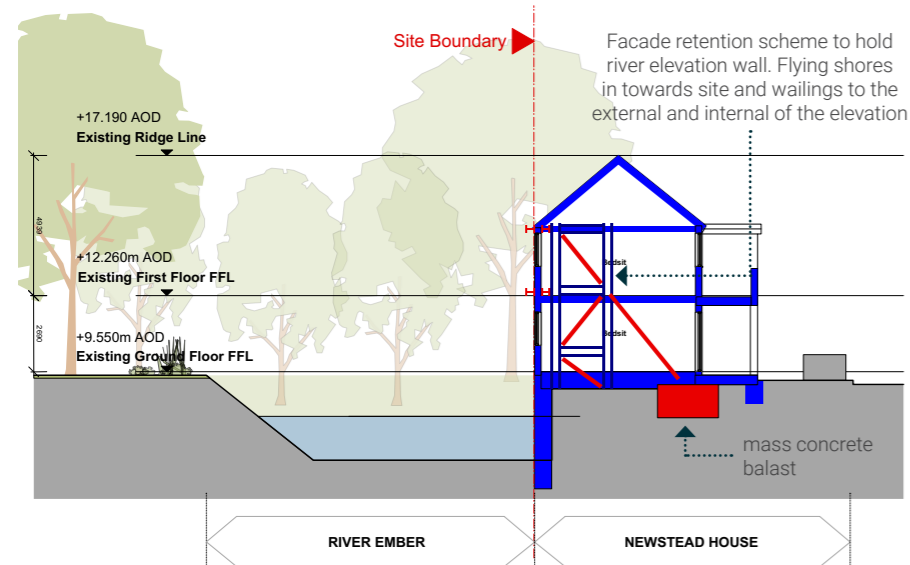 Site Boundary
Facade retention scheme to hold
river elevation wall. Flying shores
in towards site and wailings to the
external and internal of the elevation
+17.190 AOD
Existing Ridge Line
4939
+12.260m AOD
Existing First Floor FFL
Bedsit
2690
+9.550m AOD
Existing Ground Floor FFL
Bedsit
mass concrete
balast
RIVER EMBER
NEWSTEAD HOUSE